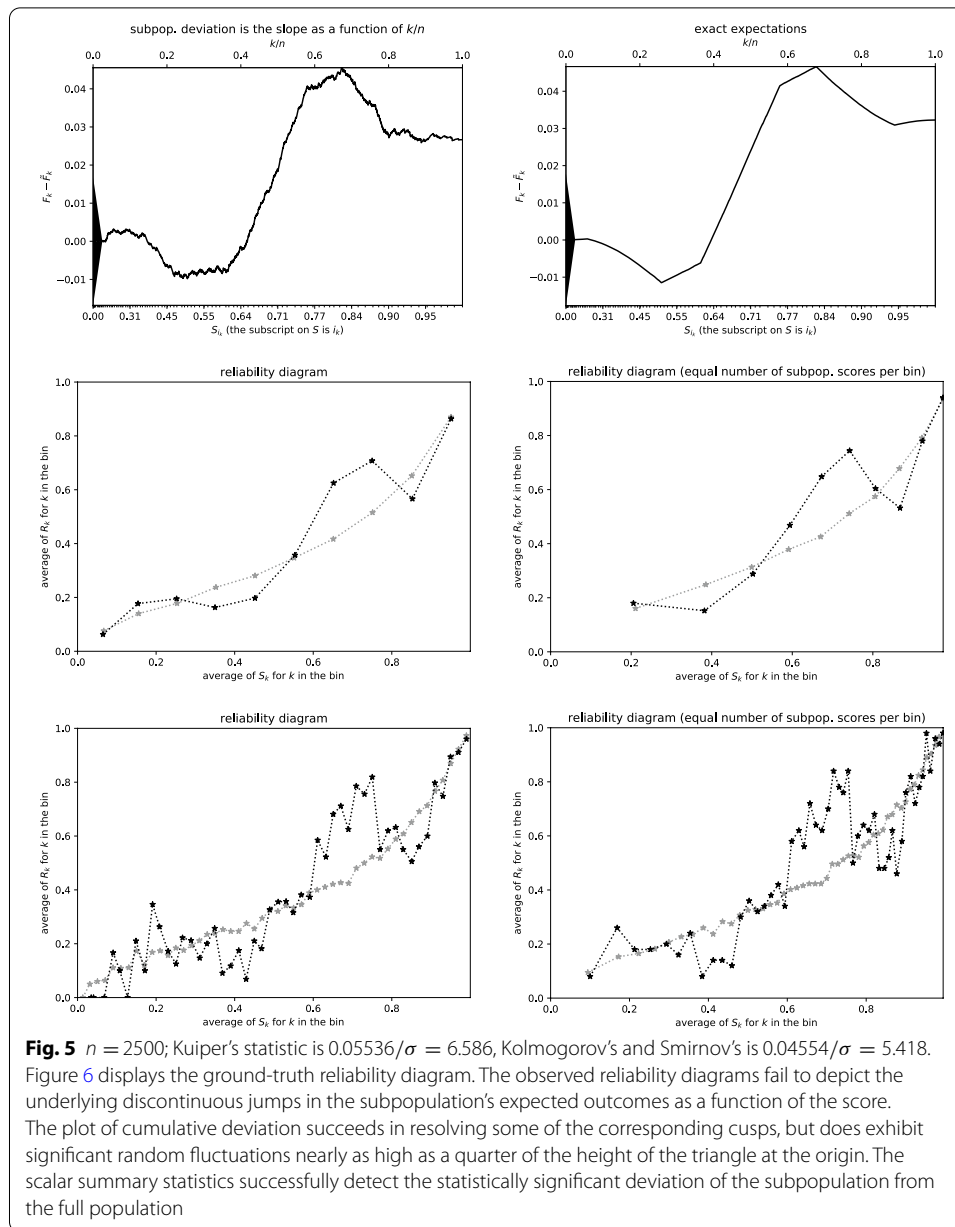 subpop. deviation is the slope as a function of k/n
k/n
0.0 0.2 0.4 0.6 0.8 1.0
0.04
0.03
0.02
0.01
0.00
−0.01
F_k − F̃_k
0.00 0.31 0.45 0.55 0.64 0.71 0.77 0.84 0.90 0.95
S_{i_k} (the subscript on S is i_k)
exact expectations
k/n
0.0 0.2 0.4 0.6 0.8 1.0
0.04
0.03
0.02
0.01
0.00
−0.01
F_k − F̃_k
0.00 0.31 0.45 0.55 0.64 0.71 0.77 0.84 0.90 0.95
S_{i_k} (the subscript on S is i_k)
reliability diagram
1.0
0.8
0.6
0.4
0.2
0.0
average of R_k for k in the bin
0.0 0.2 0.4 0.6 0.8
average of S_k for k in the bin
reliability diagram (equal number of subpop. scores per bin)
1.0
0.8
0.6
0.4
0.2
0.0
average of R_k for k in the bin
0.0 0.2 0.4 0.6 0.8
average of S_k for k in the bin
reliability diagram
1.0
0.8
0.6
0.4
0.2
0.0
average of R_k for k in the bin
0.0 0.2 0.4 0.6 0.8
average of S_k for k in the bin
reliability diagram (equal number of subpop. scores per bin)
1.0
0.8
0.6
0.4
0.2
0.0
average of R_k for k in the bin
0.0 0.2 0.4 0.6 0.8
average of S_k for k in the bin
Fig. 5 n = 2500; Kuiper's statistic is 0.05536/σ = 6.586, Kolmogorov's and Smirnov's is 0.04554/σ = 5.418.
Figure 6 displays the ground-truth reliability diagram. The observed reliability diagrams fail to depict the
underlying discontinuous jumps in the subpopulation's expected outcomes as a function of the score.
The plot of cumulative deviation succeeds in resolving some of the corresponding cusps, but does exhibit
significant random fluctuations nearly as high as a quarter of the height of the triangle at the origin. The
scalar summary statistics successfully detect the statistically significant deviation of the subpopulation from
the full population